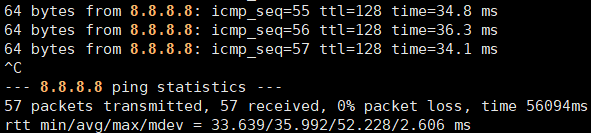 64 bytes from 8.8.8.8: icmp_seq=55 ttl=128 time=34.8 ms
64 bytes from 8.8.8.8: icmp_seq=56 ttl=128 time=36.3 ms
64 bytes from 8.8.8.8: icmp_seq=57 ttl=128 time=34.1 ms
^C
--- 8.8.8.8 ping statistics ---
57 packets transmitted, 57 received, 0% packet loss, time 56094ms
rtt min/avg/max/mdev = 33.639/35.992/52.228/2.606 ms